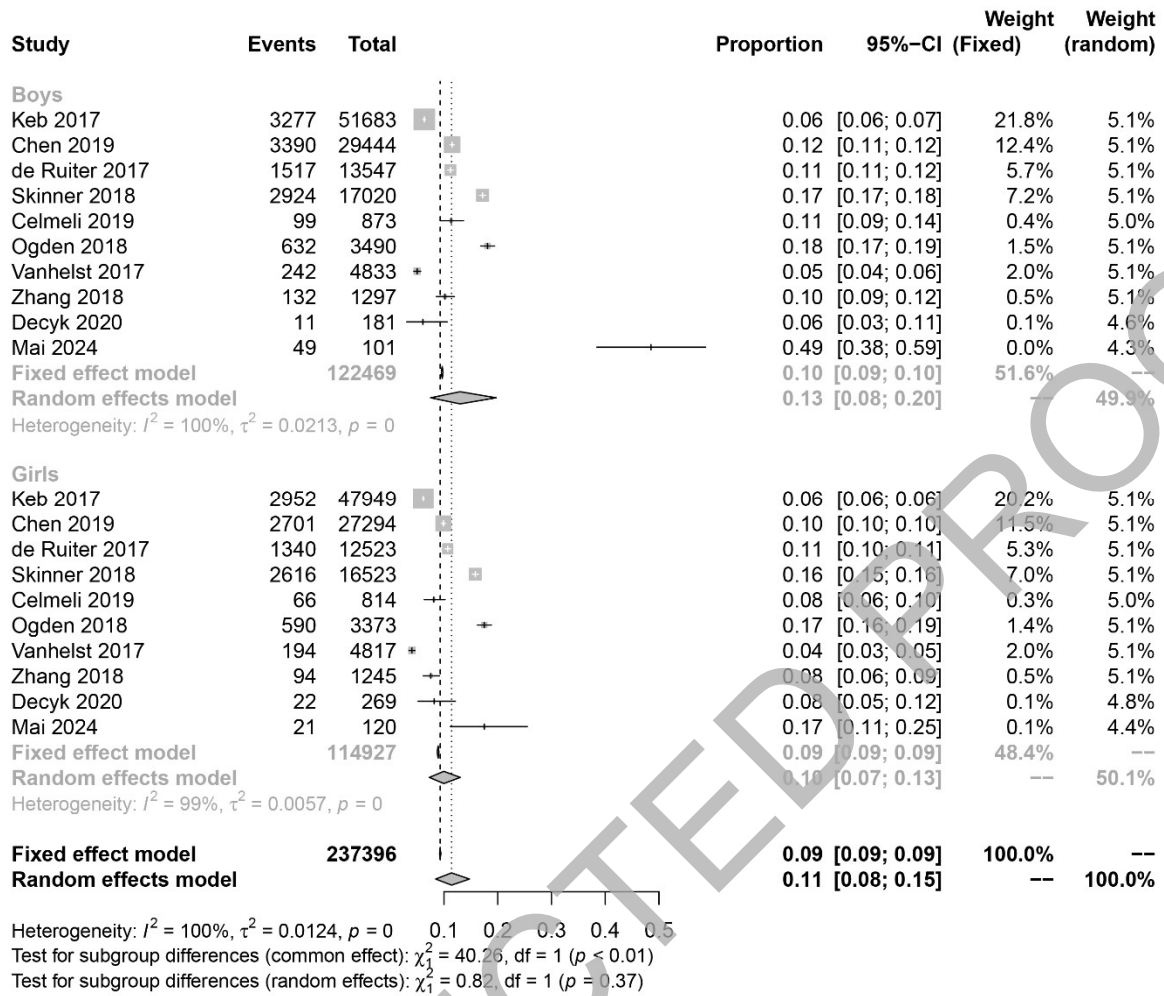 Weight Weight
Study Events Total Proportion 95%−CI (Fixed) (random)
Boys
Keb 2017 3277 51683 0.06 [0.06; 0.07] 21.8% 5.1%
Chen 2019 3390 29444 0.12 [0.11; 0.12] 12.4% 5.1%
de Ruiter 2017 1517 13547 0.11 [0.11; 0.12] 5.7% 5.1%
Skinner 2018 2924 17020 0.17 [0.17; 0.18] 7.2% 5.1%
Celmeli 2019 99 873 0.11 [0.09; 0.14] 0.4% 5.0%
Ogden 2018 632 3490 0.18 [0.17; 0.19] 1.5% 5.1%
Vanhelst 2017 242 4833 0.05 [0.04; 0.06] 2.0% 5.1%
Zhang 2018 132 1297 0.10 [0.09; 0.12] 0.5% 5.1%
Decyk 2020 11 181 0.06 [0.03; 0.11] 0.1% 4.6%
Mai 2024 49 101 0.49 [0.38; 0.59] 0.0% 4.3%
Fixed effect model 122469 0.10 [0.09; 0.10] 51.6% −−
Random effects model 0.13 [0.08; 0.20] −− 49.9%
Heterogeneity: I² = 100%, τ² = 0.0213, p = 0
Girls
Keb 2017 2952 47949 0.06 [0.06; 0.06] 20.2% 5.1%
Chen 2019 2701 27294 0.10 [0.10; 0.10] 11.5% 5.1%
de Ruiter 2017 1340 12523 0.11 [0.10; 0.11] 5.3% 5.1%
Skinner 2018 2616 16523 0.16 [0.15; 0.16] 7.0% 5.1%
Celmeli 2019 66 814 0.08 [0.06; 0.10] 0.3% 5.0%
Ogden 2018 590 3373 0.17 [0.16; 0.19] 1.4% 5.1%
Vanhelst 2017 194 4817 0.04 [0.03; 0.05] 2.0% 5.1%
Zhang 2018 94 1245 0.08 [0.06; 0.09] 0.5% 5.1%
Decyk 2020 22 269 0.08 [0.05; 0.12] 0.1% 4.8%
Mai 2024 21 120 0.17 [0.11; 0.25] 0.1% 4.4%
Fixed effect model 114927 0.09 [0.09; 0.09] 48.4% −−
Random effects model 0.10 [0.07; 0.13] −− 50.1%
Heterogeneity: I² = 99%, τ² = 0.0057, p = 0
Fixed effect model 237396 0.09 [0.09; 0.09] 100.0% −−
Random effects model 0.11 [0.08; 0.15] −− 100.0%
0.1 0.2 0.3 0.4 0.5
Heterogeneity: I² = 100%, τ² = 0.0124, p = 0
Test for subgroup differences (common effect): χ₁² = 40.26, df = 1 (p < 0.01)
Test for subgroup differences (random effects): χ₁² = 0.82, df = 1 (p = 0.37)
CTED PROO